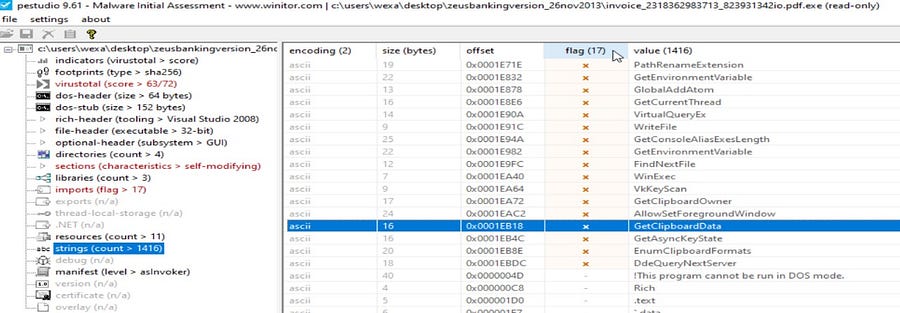 pestudio 9.61 - Malware Initial Assessment - www.winitor.com | c:\users\wexa\desktop\zeusbankingversion_26nov2013\invoice_2318362983713_823931342io.pdf.exe (read-only)
file settings about
c:\users\wexa\desktop\zeusbankingversion_26no
indicators (virustotal > score)
footprints (type > sha256)
virustotal (score > 63/72)
dos-header (size > 64 bytes)
dos-stub (size > 152 bytes)
rich-header (tooling > Visual Studio 2008)
file-header (executable > 32-bit)
optional-header (subsystem > GUI)
directories (count > 4)
sections (characteristics > self-modifying)
libraries (count > 3)
imports (flag > 17)
exports (n/a)
thread-local-storage (n/a)
.NET (n/a)
resources (count > 11)
abc strings (count > 1416)
debug (n/a)
manifest (level > asInvoker)
version (n/a)
certificate (n/a)
overlay (n/a)
encoding (2) size (bytes) offset flag (17) value (1416)
ascii 19 0x0001E71E x PathRenameExtension
ascii 22 0x0001E832 x GetEnvironmentVariable
ascii 13 0x0001E878 x GlobalAddAtom
ascii 16 0x0001E8E6 x GetCurrentThread
ascii 14 0x0001E90A x VirtualQueryEx
ascii 9 0x0001E91C x WriteFile
ascii 25 0x0001E94A x GetConsoleAliasExesLength
ascii 22 0x0001E982 x GetEnvironmentVariable
ascii 12 0x0001E9FC x FindNextFile
ascii 7 0x0001EA40 x WinExec
ascii 9 0x0001EA64 x VkKeyScan
ascii 17 0x0001EA72 x GetClipboardOwner
ascii 24 0x0001EAC2 x AllowSetForegroundWindow
ascii 16 0x0001EB18 x GetClipboardData
ascii 16 0x0001EB4C x GetAsyncKeyState
ascii 20 0x0001EB8E x EnumClipboardFormats
ascii 18 0x0001EBDC x DdeQueryNextServer
ascii 40 0x0000004D - !This program cannot be run in DOS mode.
ascii 4 0x000000C8 - Rich
ascii 5 0x000001D0 - .text